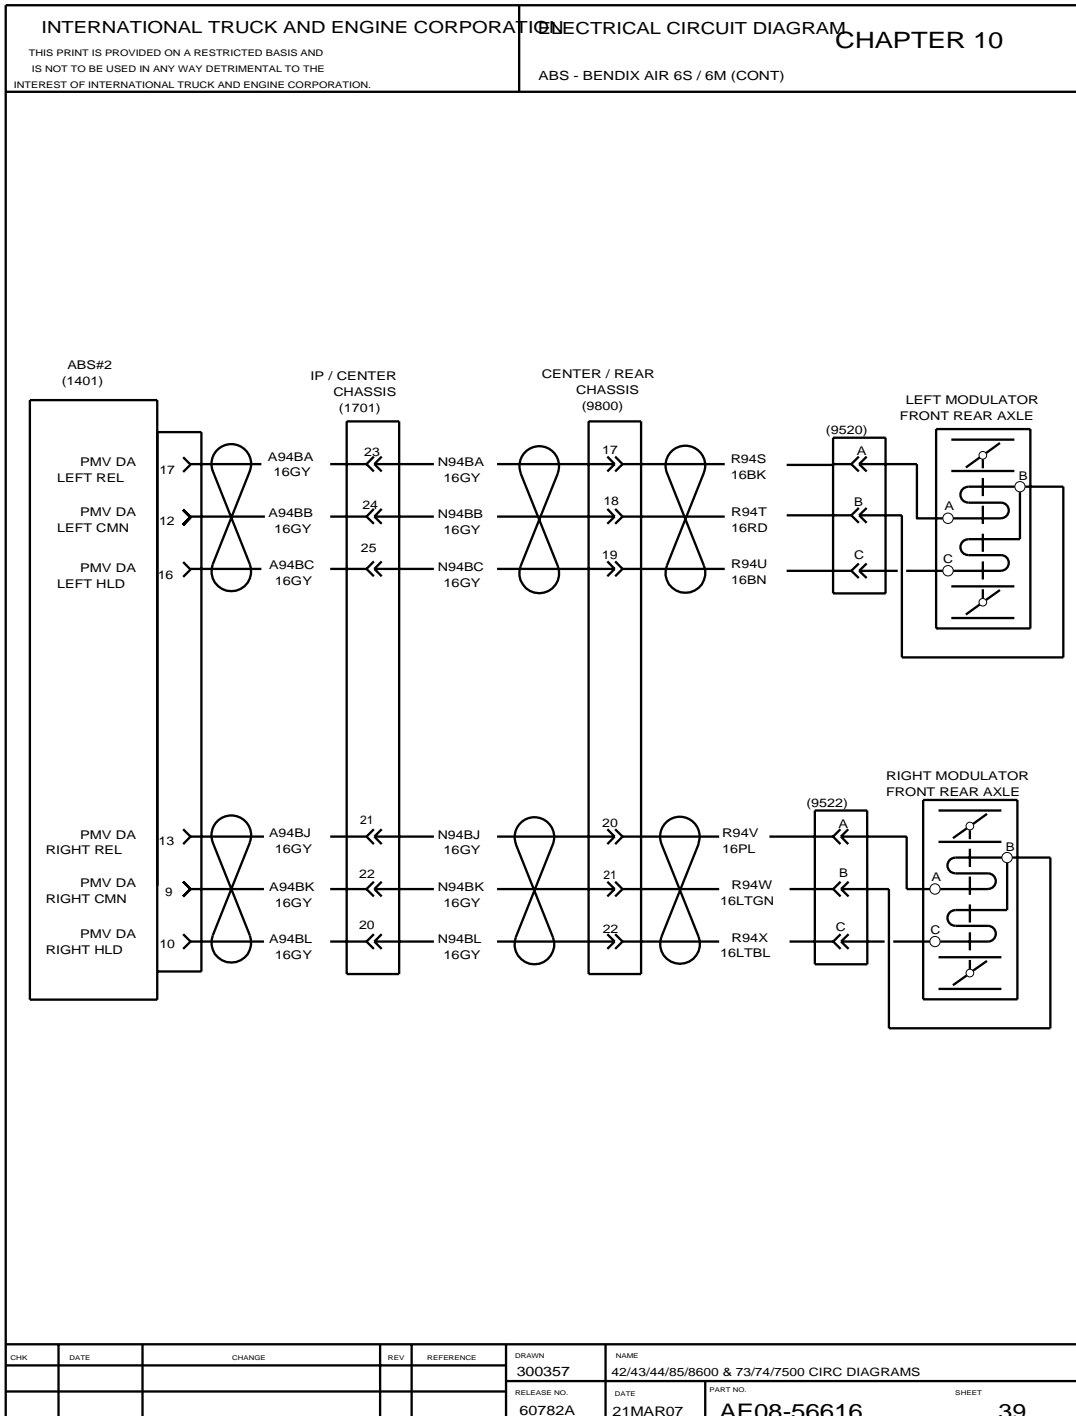 INTERNATIONAL TRUCK AND ENGINE CORPORATION
THIS PRINT IS PROVIDED ON A RESTRICTED BASIS AND
IS NOT TO BE USED IN ANY WAY DETRIMENTAL TO THE
INTEREST OF INTERNATIONAL TRUCK AND ENGINE CORPORATION.
ELECTRICAL CIRCUIT DIAGRAM
CHAPTER 10
ABS - BENDIX AIR 6S / 6M (CONT)
ABS#2
(1401)
IP / CENTER
CHASSIS
(1701)
CENTER / REAR
CHASSIS
(9800)
LEFT MODULATOR
FRONT REAR AXLE
(9520)
PMV DA
LEFT REL
17
A94BA
16GY
23
N94BA
16GY
17
R94S
16BK
A
PMV DA
LEFT CMN
12
A94BB
16GY
24
N94BB
16GY
18
R94T
16RD
B
PMV DA
LEFT HLD
16
A94BC
16GY
25
N94BC
16GY
19
R94U
16BN
C
B
A
C
RIGHT MODULATOR
FRONT REAR AXLE
(9522)
PMV DA
RIGHT REL
13
A94BJ
16GY
21
N94BJ
16GY
20
R94V
16PL
A
PMV DA
RIGHT CMN
9
A94BK
16GY
22
N94BK
16GY
21
R94W
16LTGN
B
PMV DA
RIGHT HLD
10
A94BL
16GY
20
N94BL
16GY
22
R94X
16LTBL
C
B
A
C
CHK DATE CHANGE REV REFERENCE
DRAWN
300357
NAME
42/43/44/85/8600 & 73/74/7500 CIRC DIAGRAMS
RELEASE NO.
60782A
DATE
21MAR07
PART NO.
AE08-56616
SHEET
39